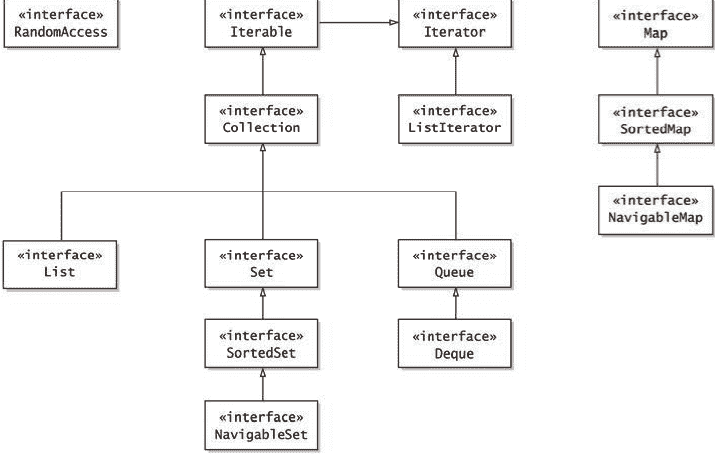 «interface»
RandomAccess
«interface»
Iterable
«interface»
Iterator
«interface»
Map
«interface»
Collection
«interface»
ListIterator
«interface»
SortedMap
«interface»
NavigableMap
«interface»
List
«interface»
Set
«interface»
Queue
«interface»
SortedSet
«interface»
Deque
«interface»
NavigableSet